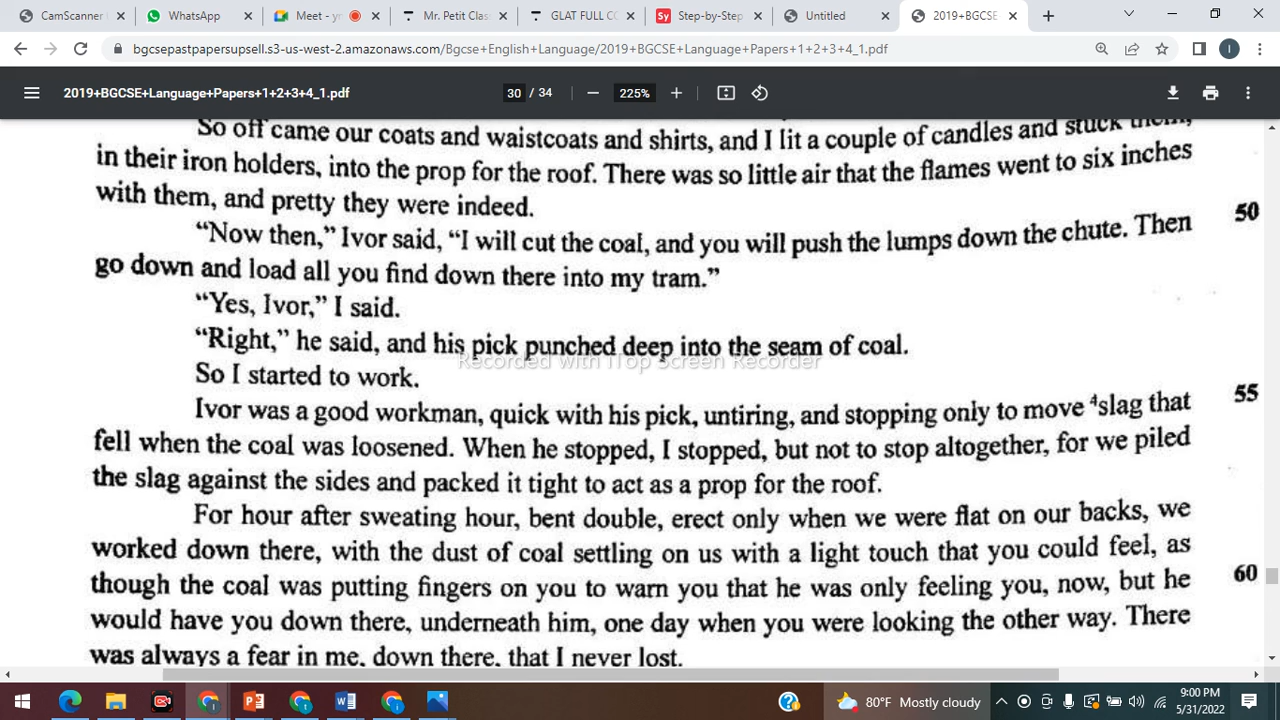 CamScanner
WhatsApp
Meet - yn
Mr. Petit Clas
GLAT FULL CO
Sy Step-by-Step
Untitled
2019+BGCSE
bgcsepastpapersupsell.s3-us-west-2.amazonaws.com/Bgcse+English+Language/2019+BGCSE+Language+Papers+1+2+3+4_1.pdf
I
2019+BGCSE+Language+Papers+1+2+3+4_1.pdf
30 / 34
225%
So off came our coats and waistcoats and shirts, and I lit a couple of candles and stuck them,
in their iron holders, into the prop for the roof. There was so little air that the flames went to six inches
with them, and pretty they were indeed. 50
“Now then,” Ivor said, “I will cut the coal, and you will push the lumps down the chute. Then
go down and load all you find down there into my tram.”
“Yes, Ivor,” I said.
“Right,” he said, and his pick punched deep into the seam of coal.
Recorded with iTop Screen Recorder
So I started to work.
Ivor was a good workman, quick with his pick, untiring, and stopping only to move ⁴slag that 55
fell when the coal was loosened. When he stopped, I stopped, but not to stop altogether, for we piled
the slag against the sides and packed it tight to act as a prop for the roof.
For hour after sweating hour, bent double, erect only when we were flat on our backs, we
worked down there, with the dust of coal settling on us with a light touch that you could feel, as
though the coal was putting fingers on you to warn you that he was only feeling you, now, but he 60
would have you down there, underneath him, one day when you were looking the other way. There
was always a fear in me, down there, that I never lost.
80°F Mostly cloudy
9:00 PM
5/31/2022